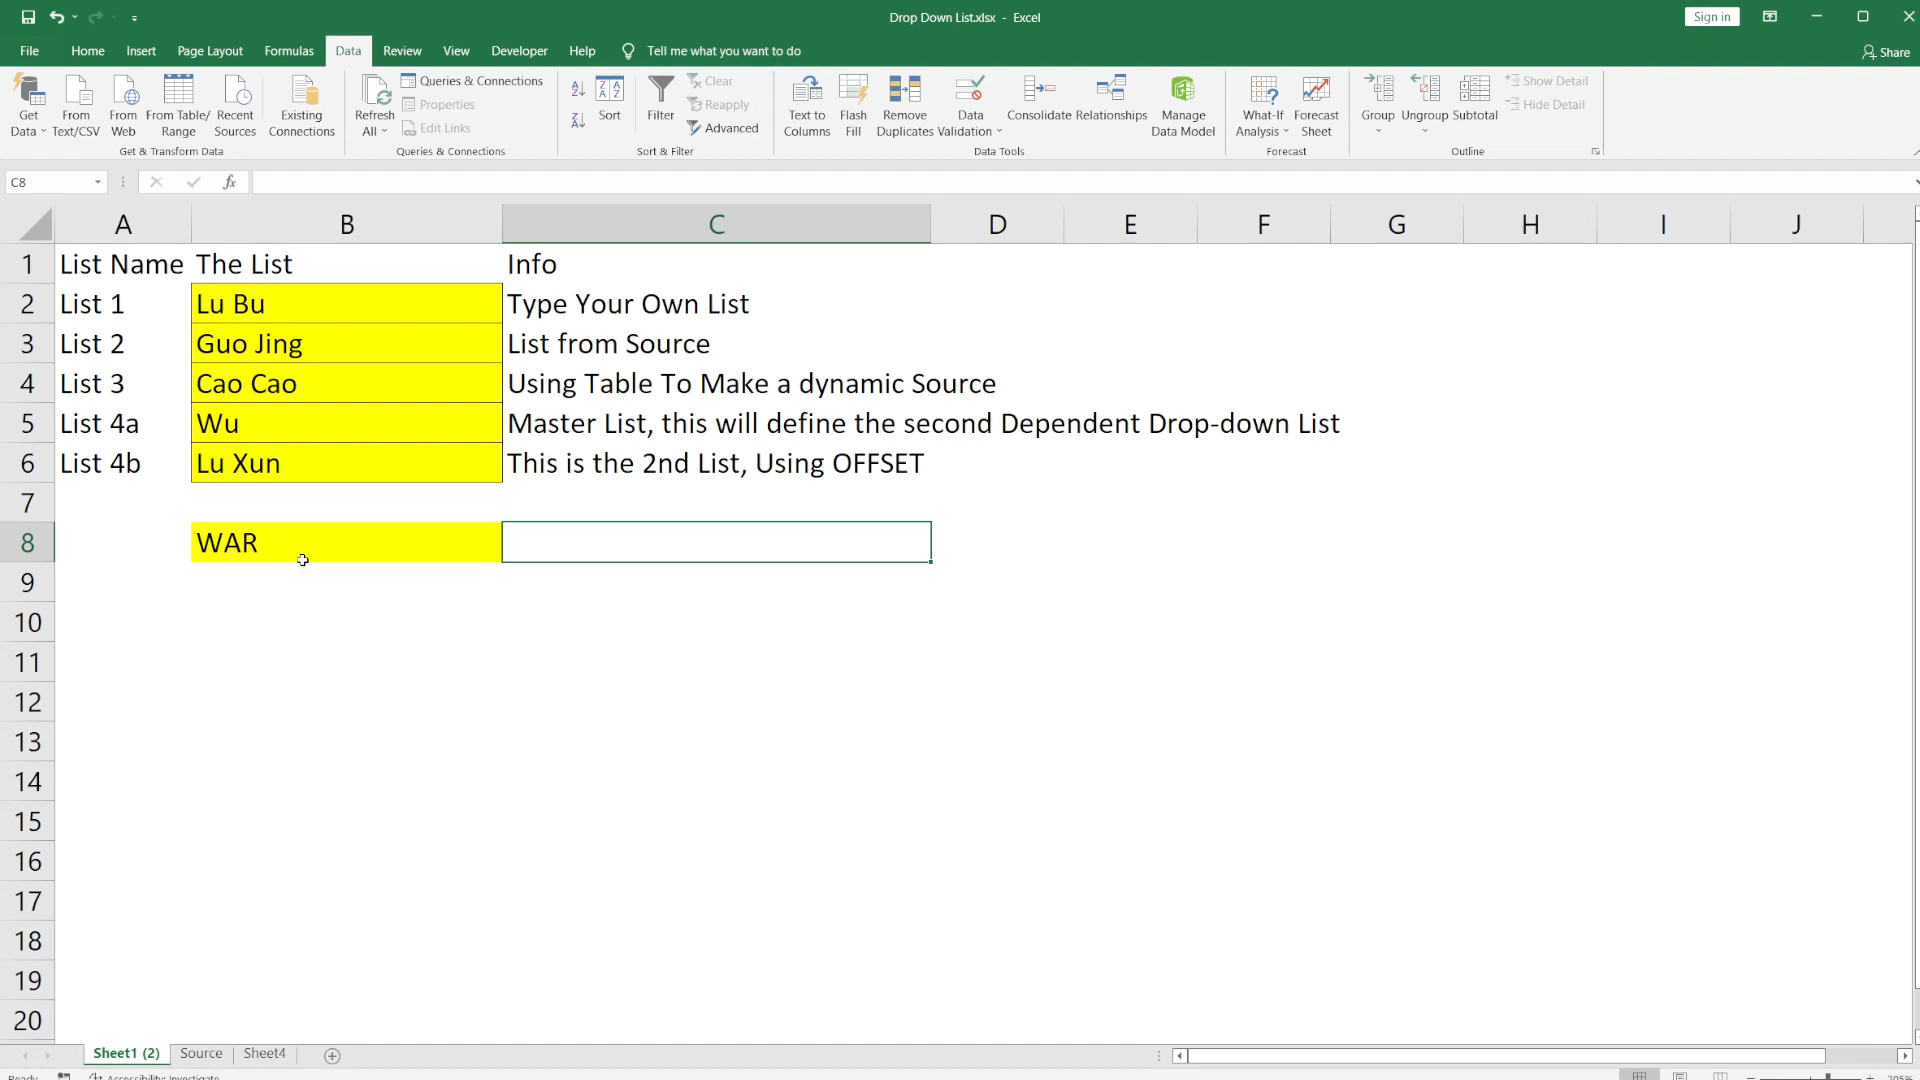 Drop Down List.xlsx - Excel
Sign in
File Home Insert Page Layout Formulas Data Review View Developer Help Tell me what you want to do
Share
Get Data
From Text/CSV
From Web
From Table/ Range
Recent Sources
Existing Connections
Get & Transform Data
Refresh All
Queries & Connections
Properties
Edit Links
Queries & Connections
Sort
Filter
Clear
Reapply
Advanced
Sort & Filter
Text to Columns
Flash Fill
Remove Duplicates
Data Validation
Consolidate
Relationships
Manage Data Model
Data Tools
What-If Analysis
Forecast Sheet
Forecast
Group
Ungroup
Subtotal
Show Detail
Hide Detail
Outline
C8 fx
A B C D E F G H I J
1 List Name The List Info
2 List 1 Lu Bu Type Your Own List
3 List 2 Guo Jing List from Source
4 List 3 Cao Cao Using Table To Make a dynamic Source
5 List 4a Wu Master List, this will define the second Dependent Drop-down List
6 List 4b Lu Xun This is the 2nd List, Using OFFSET
7
8 WAR
9
10
11
12
13
14
15
16
17
18
19
20
Sheet1 (2) Source Sheet4
Ready Accessibility: Investigate 205%